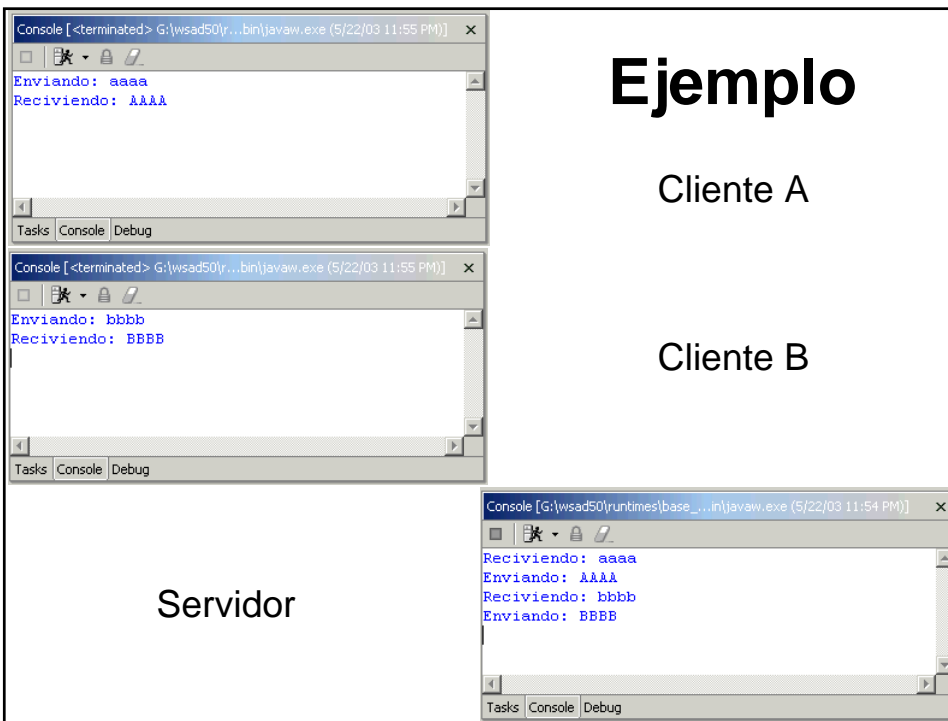 Console [<terminated> G:\wsad50\r...bin\javaw.exe (5/22/03 11:55 PM)]
Enviando: aaaa
Reciviendo: AAAA
Tasks Console Debug
Ejemplo
Cliente A
Console [<terminated> G:\wsad50\r...bin\javaw.exe (5/22/03 11:55 PM)]
Enviando: bbbb
Reciviendo: BBBB
Tasks Console Debug
Cliente B
Servidor
Console [G:\wsad50\runtimes\base_...in\javaw.exe (5/22/03 11:54 PM)]
Reciviendo: aaaa
Enviando: AAAA
Reciviendo: bbbb
Enviando: BBBB
Tasks Console Debug